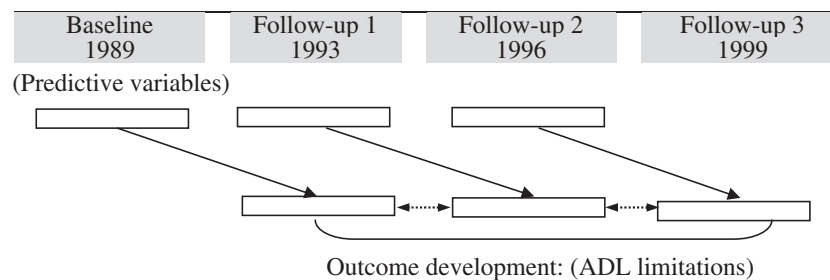 Baseline Follow-up 1 Follow-up 2 Follow-up 3
1989 1993 1996 1999
(Predictive variables)
Outcome development: (ADL limitations)